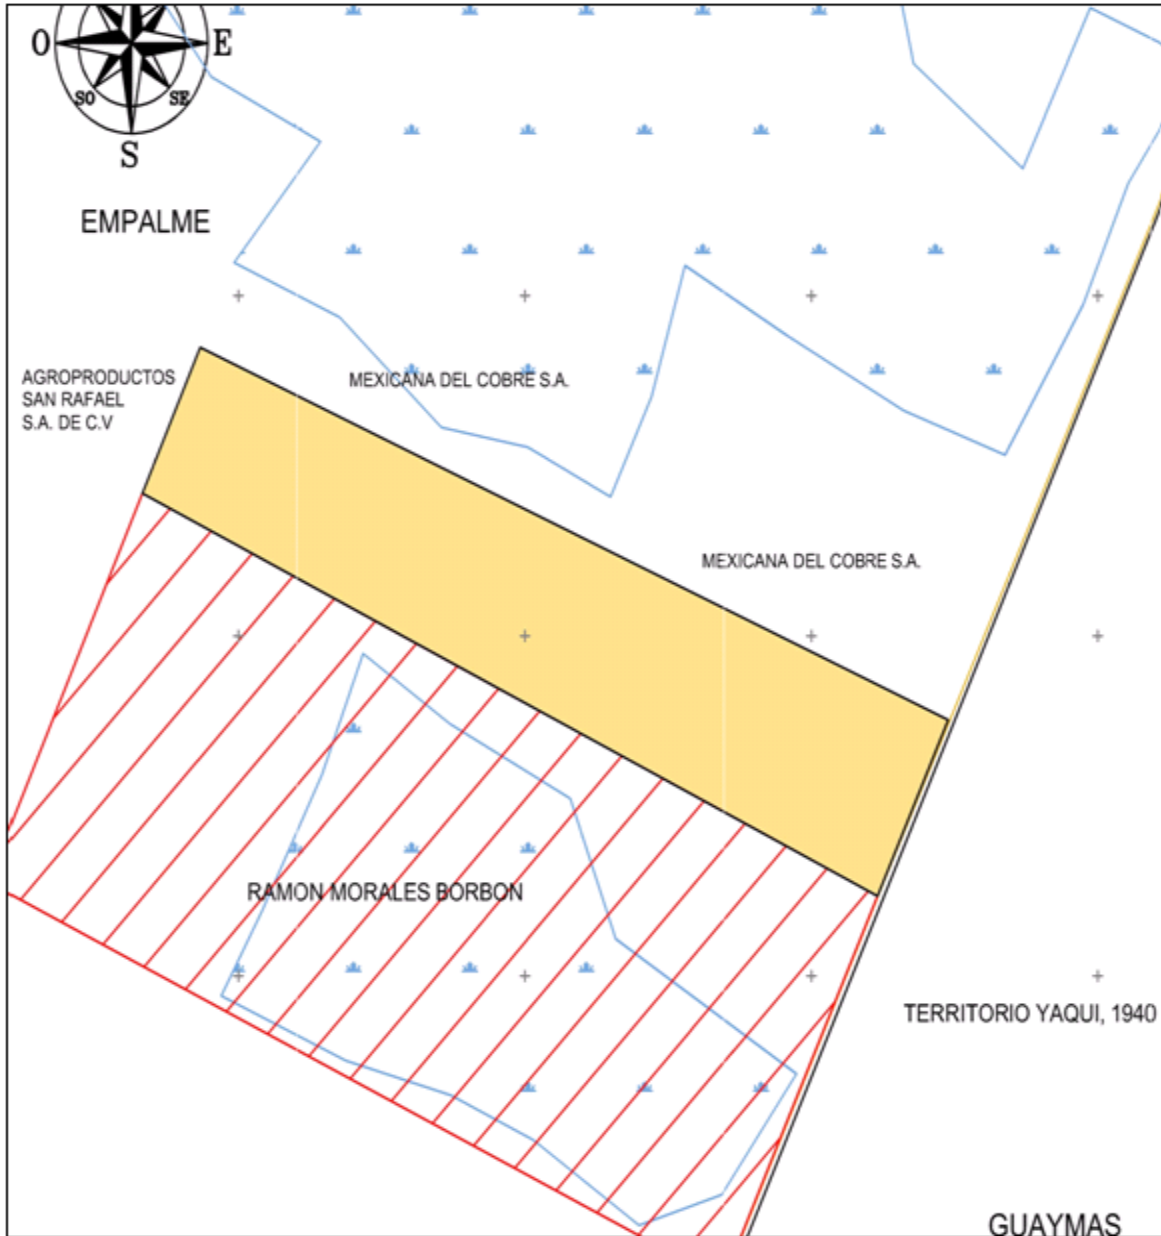 O
E
SO
SE
S
EMPALME
AGROPRODUCTOS
SAN RAFAEL
S.A. DE C.V
MEXICANA DEL COBRE S.A.
MEXICANA DEL COBRE S.A.
RAMON MORALES BORBON
TERRITORIO YAQUI, 1940
GUAYMAS